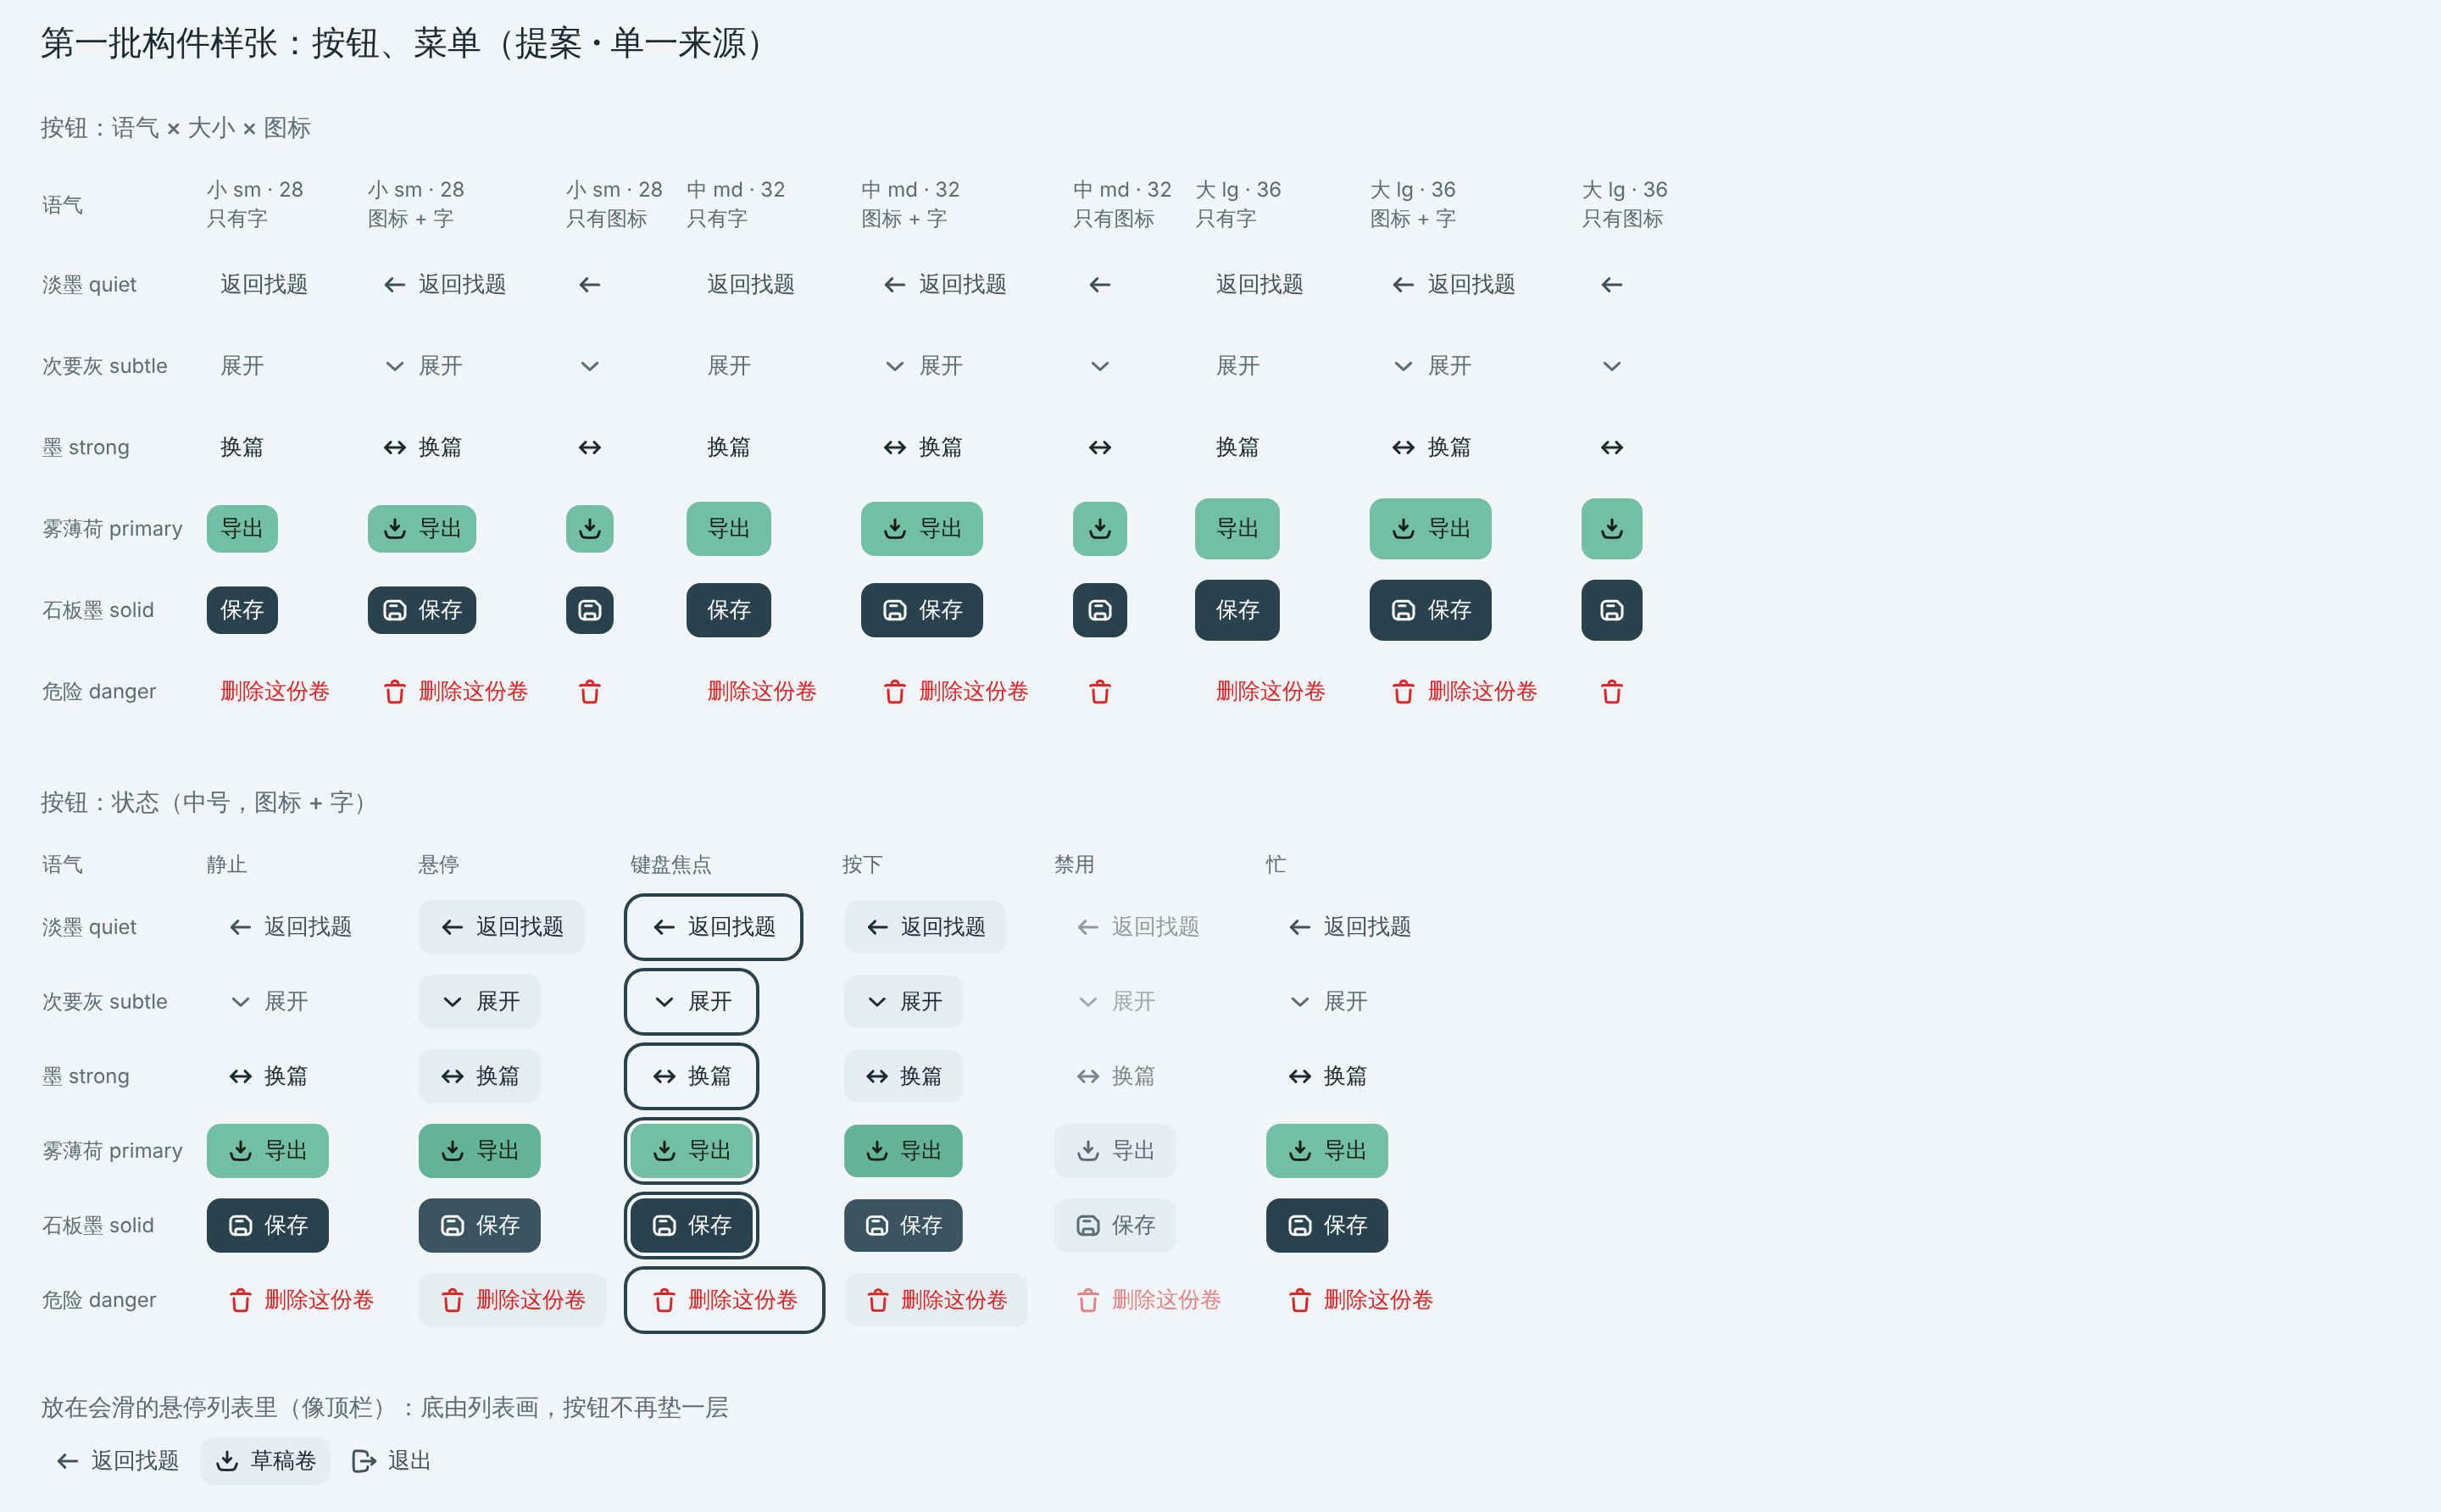 第一批构件样张：按钮、菜单（提案 · 单一来源）
按钮：语气 × 大小 × 图标
语气 小 sm · 28 只有字 小 sm · 28 图标 + 字 小 sm · 28 只有图标 中 md · 32 只有字 中 md · 32 图标 + 字 中 md · 32 只有图标 大 lg · 36 只有字 大 lg · 36 图标 + 字 大 lg · 36 只有图标
淡墨 quiet 返回找题 返回找题 返回找题 返回找题 返回找题 返回找题
次要灰 subtle 展开 展开 展开 展开 展开 展开
墨 strong 换篇 换篇 换篇 换篇 换篇 换篇
雾薄荷 primary 导出 导出 导出 导出 导出 导出
石板墨 solid 保存 保存 保存 保存 保存 保存
危险 danger 删除这份卷 删除这份卷 删除这份卷 删除这份卷 删除这份卷 删除这份卷
按钮：状态（中号，图标 + 字）
语气 静止 悬停 键盘焦点 按下 禁用 忙
淡墨 quiet 返回找题 返回找题 返回找题 返回找题 返回找题 返回找题
次要灰 subtle 展开 展开 展开 展开 展开 展开
墨 strong 换篇 换篇 换篇 换篇 换篇 换篇
雾薄荷 primary 导出 导出 导出 导出 导出 导出
石板墨 solid 保存 保存 保存 保存 保存 保存
危险 danger 删除这份卷 删除这份卷 删除这份卷 删除这份卷 删除这份卷 删除这份卷
放在会滑的悬停列表里（像顶栏）：底由列表画，按钮不再垫一层
返回找题 草稿卷 退出